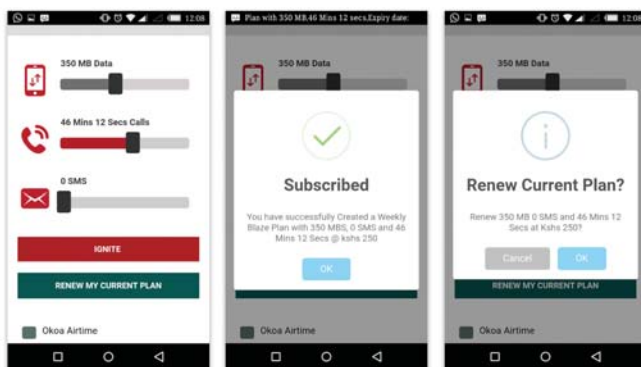 12:08
350 MB Data
46 Mins 12 Secs Calls
0 SMS
IGNITE
RENEW MY CURRENT PLAN
Okoa Airtime
Plan with 350 MB,46 Mins 12 secs,Expiry date:
350 MB Data
Subscribed
You have successfully Created a Weekly
Blaze Plan with 350 MBS, 0 SMS and 46
Mins 12 Secs @ kshs 250
OK
Okoa Airtime
12:08
350 MB Data
Renew Current Plan?
Renew 350 MB 0 SMS and 46 Mins 12
Secs at Kshs 250?
Cancel
OK
RENEW MY CURRENT PLAN
Okoa Airtime